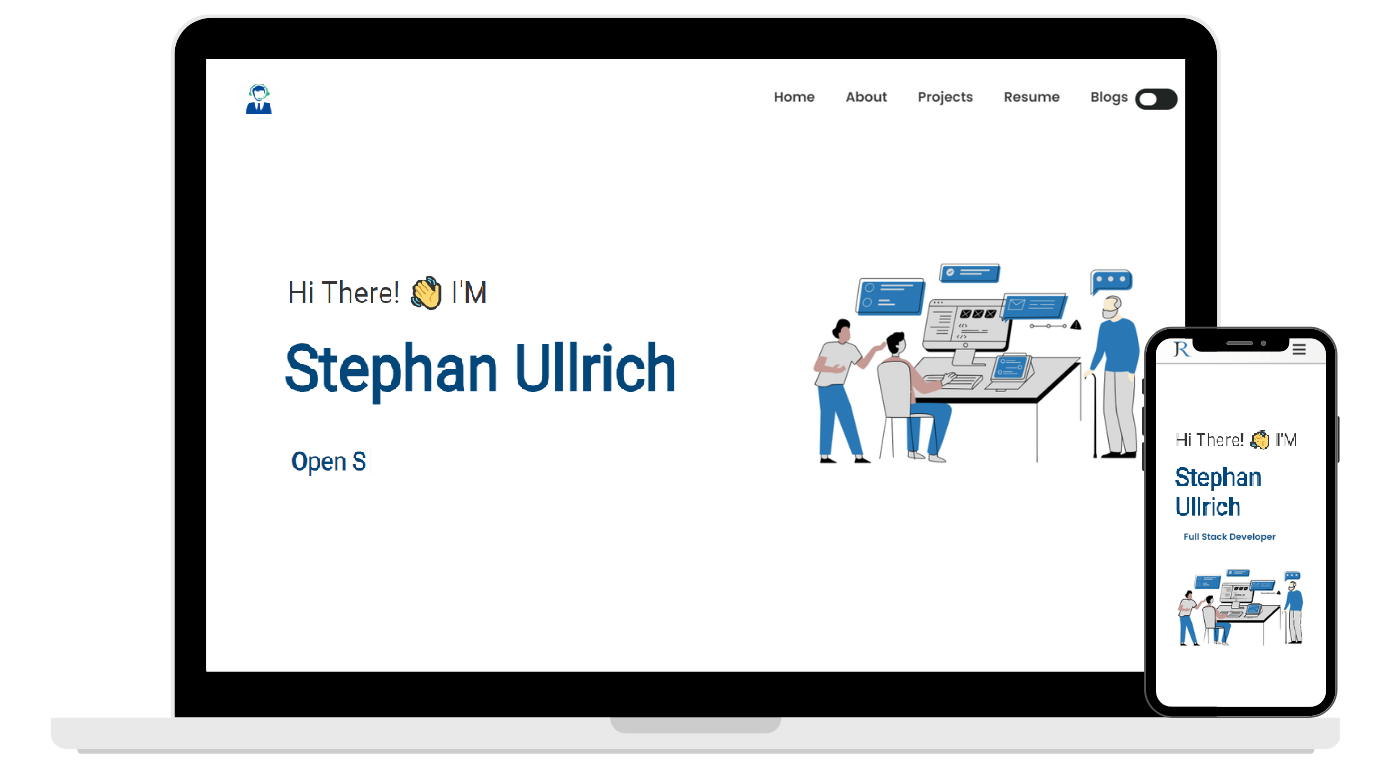 Home About Projects Resume Blogs
Hi There! 👋 I'M
Stephan Ullrich
Open S
JR
Hi There! 👋 I'M
Stephan
Ullrich
Full Stack Developer